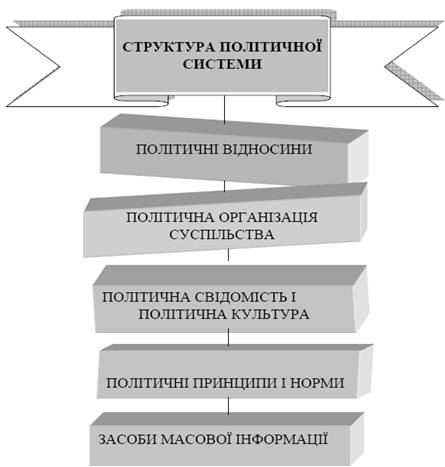 СТРУКТУРА ПОЛІТИЧНОЇ
СИСТЕМИ
ПОЛІТИЧНІ ВІДНОСИНИ
ПОЛІТИЧНА ОРГАНІЗАЦІЯ
СУСПІЛЬСТВА
ПОЛІТИЧНА СВІДОМІСТЬ І
ПОЛІТИЧНА КУЛЬТУРА
ПОЛІТИЧНІ ПРИНЦИПИ І НОРМИ
ЗАСОБИ МАСОВОЇ ІНФОРМАЦІЇ